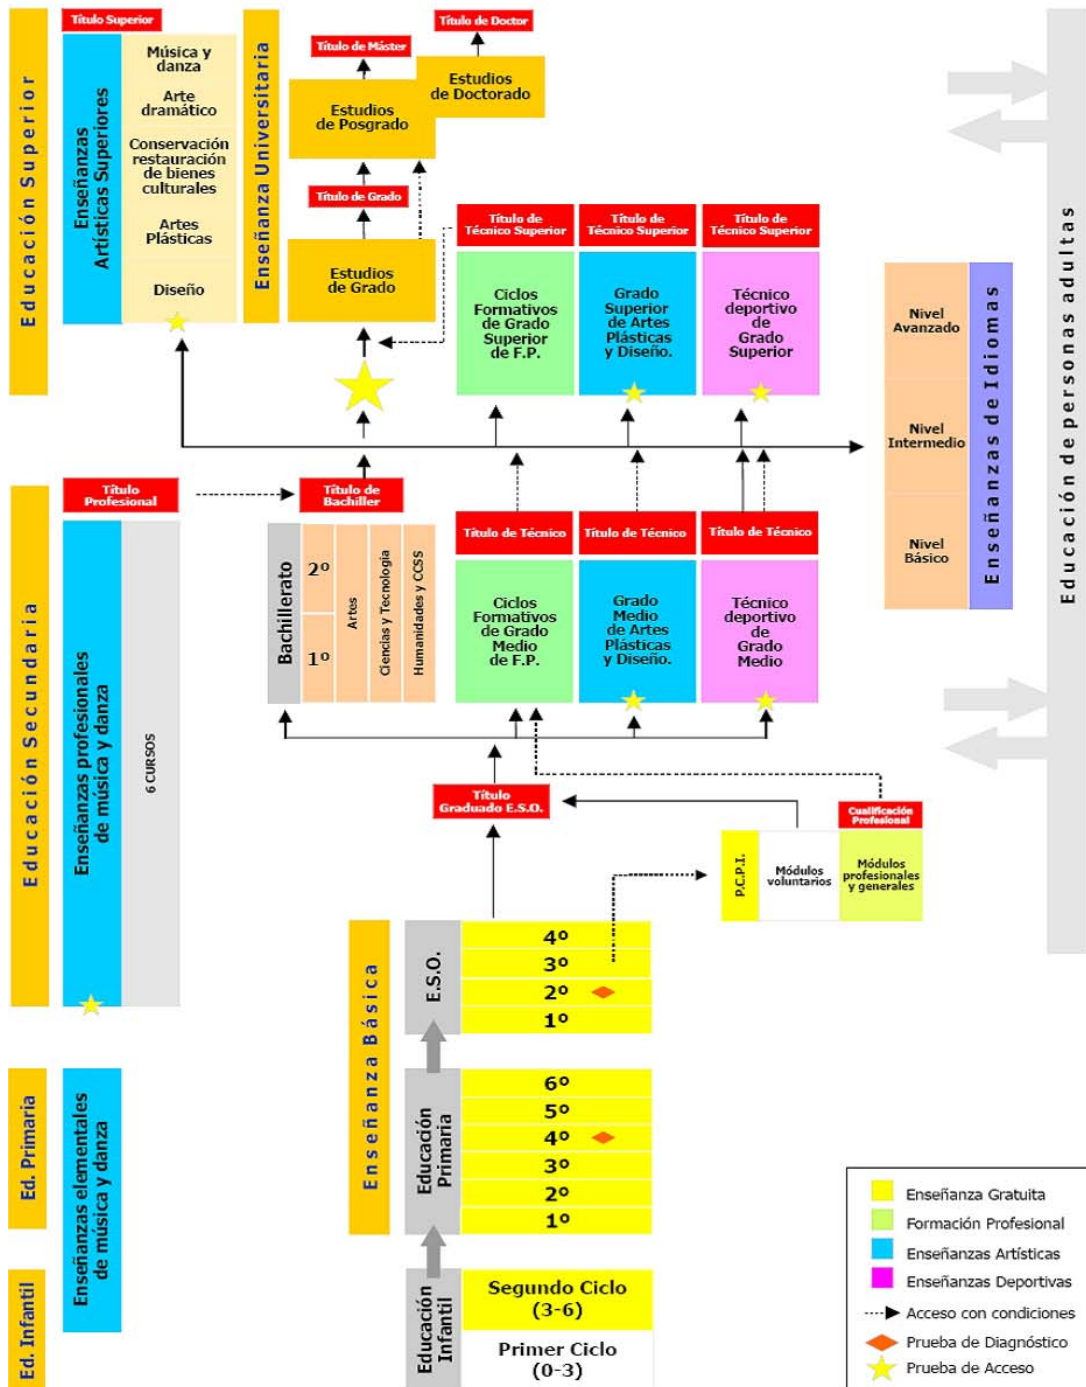 Educación Superior
Título Superior
Enseñanzas
Artísticas Superiores
Música y
danza
Arte
dramático
Conservación
restauración
de bienes
culturales
Artes
Plásticas
Diseño
Enseñanza Universitaria
Título de Máster
Título de Doctor
Estudios
de Posgrado
Estudios
de Doctorado
Título de Grado
Estudios
de Grado
Título de
Técnico Superior
Título de
Técnico Superior
Título de
Técnico Superior
Ciclos
Formativos
de Grado
Superior
de F.P.
Grado
Superior
de Artes
Plásticas
y Diseño.
Técnico
deportivo
de
Grado
Superior
Nivel
Avanzado
Nivel
Intermedio
Nivel
Básico
Enseñanzas de Idiomas
Educación de personas adultas
Educación Secundaria
Título
Profesional
Enseñanzas profesionales
de música y danza
6 CURSOS
Título de
Bachiller
Bachillerato
2º
1º
Artes
Ciencias y Tecnología
Humanidades y CCSS
Título de Técnico
Título de Técnico
Título de Técnico
Ciclos
Formativos
de Grado
Medio
de F.P.
Grado
Medio
de Artes
Plásticas
y Diseño.
Técnico
deportivo
de
Grado
Medio
Título
Graduado E.S.O.
Cualificación
Profesional
P.C.P.I.
Módulos
voluntarios
Módulos
profesionales
y generales
Enseñanza Básica
E.S.O.
4º
3º
2º
1º
Ed. Primaria
Enseñanzas elementales
de música y danza
Educación
Primaria
6º
5º
4º
3º
2º
1º
Ed. Infantil
Educación
Infantil
Segundo Ciclo
(3-6)
Primer Ciclo
(0-3)
Enseñanza Gratuita
Formación Profesional
Enseñanzas Artísticas
Enseñanzas Deportivas
Acceso con condiciones
Prueba de Diagnóstico
Prueba de Acceso